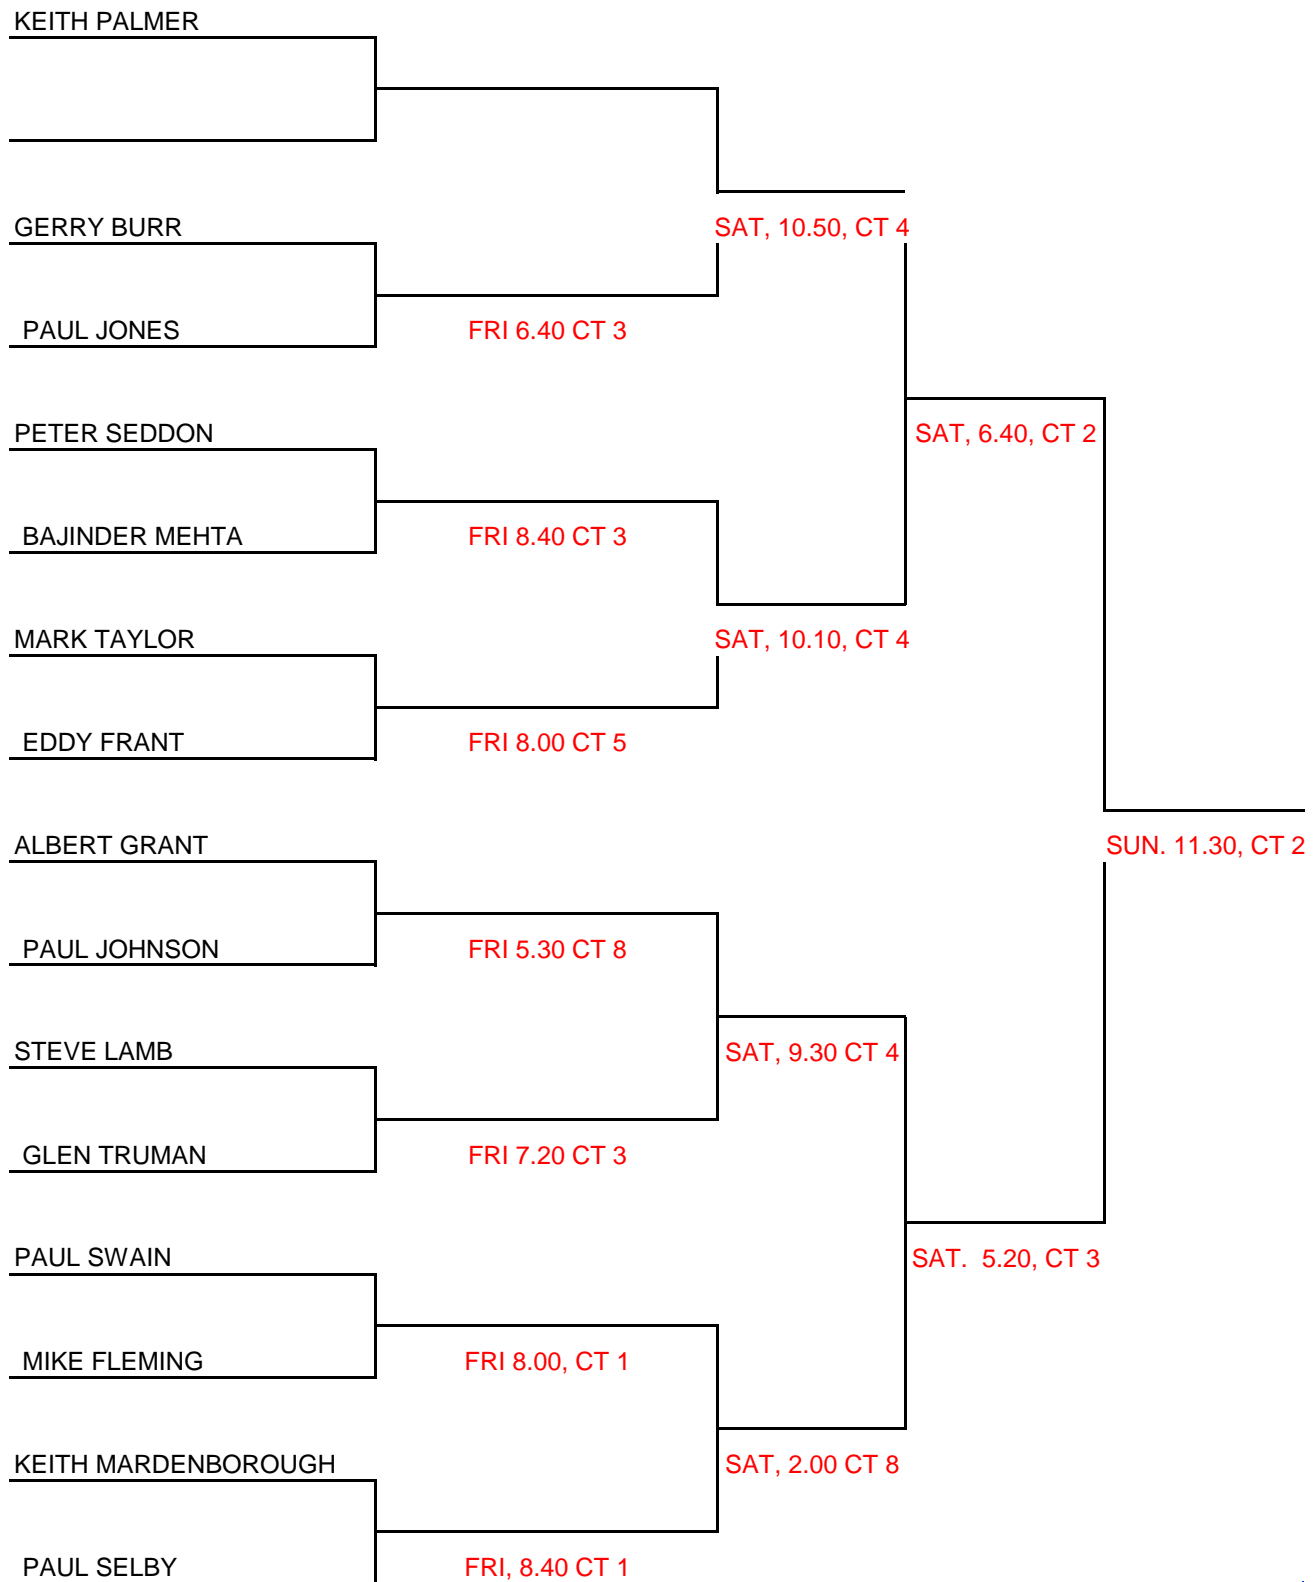 KEITH PALMER
GERRY BURR
SAT, 10.50, CT 4
PAUL JONES
FRI 6.40 CT 3
PETER SEDDON
SAT, 6.40, CT 2
BAJINDER MEHTA
FRI 8.40 CT 3
MARK TAYLOR
SAT, 10.10, CT 4
EDDY FRANT
FRI 8.00 CT 5
ALBERT GRANT
SUN. 11.30, CT 2
PAUL JOHNSON
FRI 5.30 CT 8
STEVE LAMB
SAT, 9.30 CT 4
GLEN TRUMAN
FRI 7.20 CT 3
PAUL SWAIN
SAT.  5.20, CT 3
MIKE FLEMING
FRI 8.00, CT 1
KEITH MARDENBOROUGH
SAT, 2.00 CT 8
PAUL SELBY
FRI, 8.40 CT 1